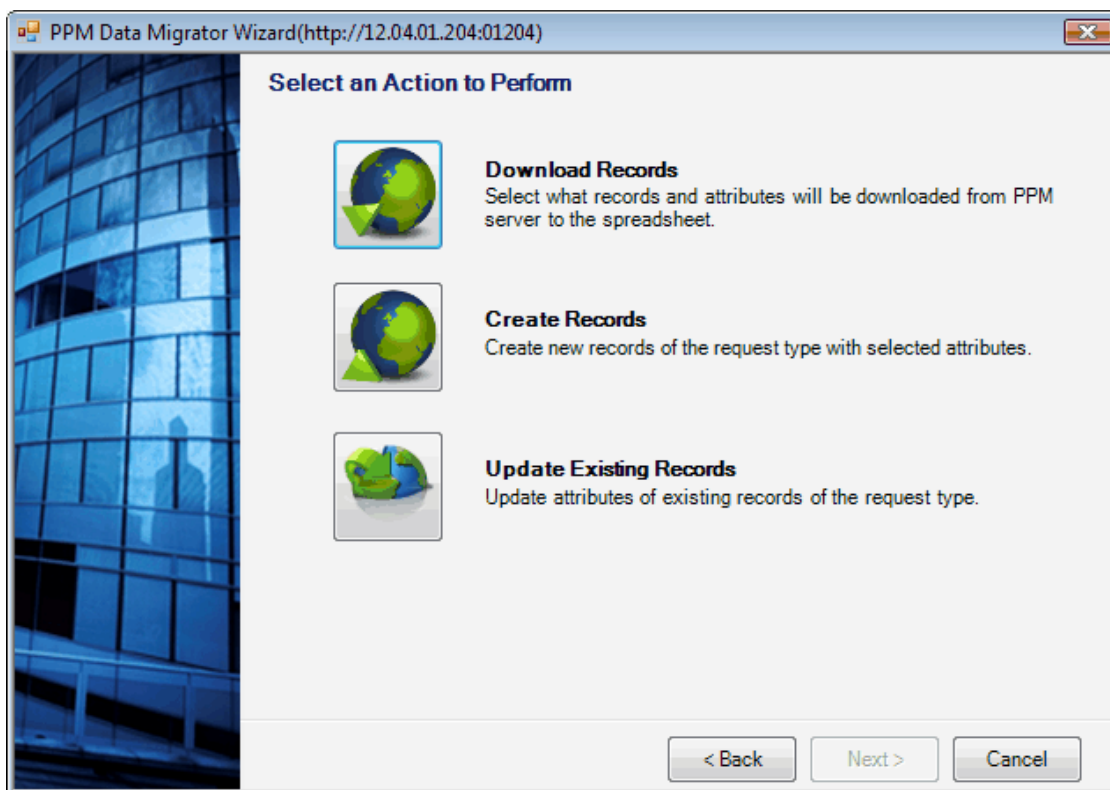 PPM Data Migrator Wizard(http://12.04.01.204:01204)
Select an Action to Perform
Download Records
Select what records and attributes will be downloaded from PPM
server to the spreadsheet.
Create Records
Create new records of the request type with selected attributes.
Update Existing Records
Update attributes of existing records of the request type.
< Back
Next >
Cancel